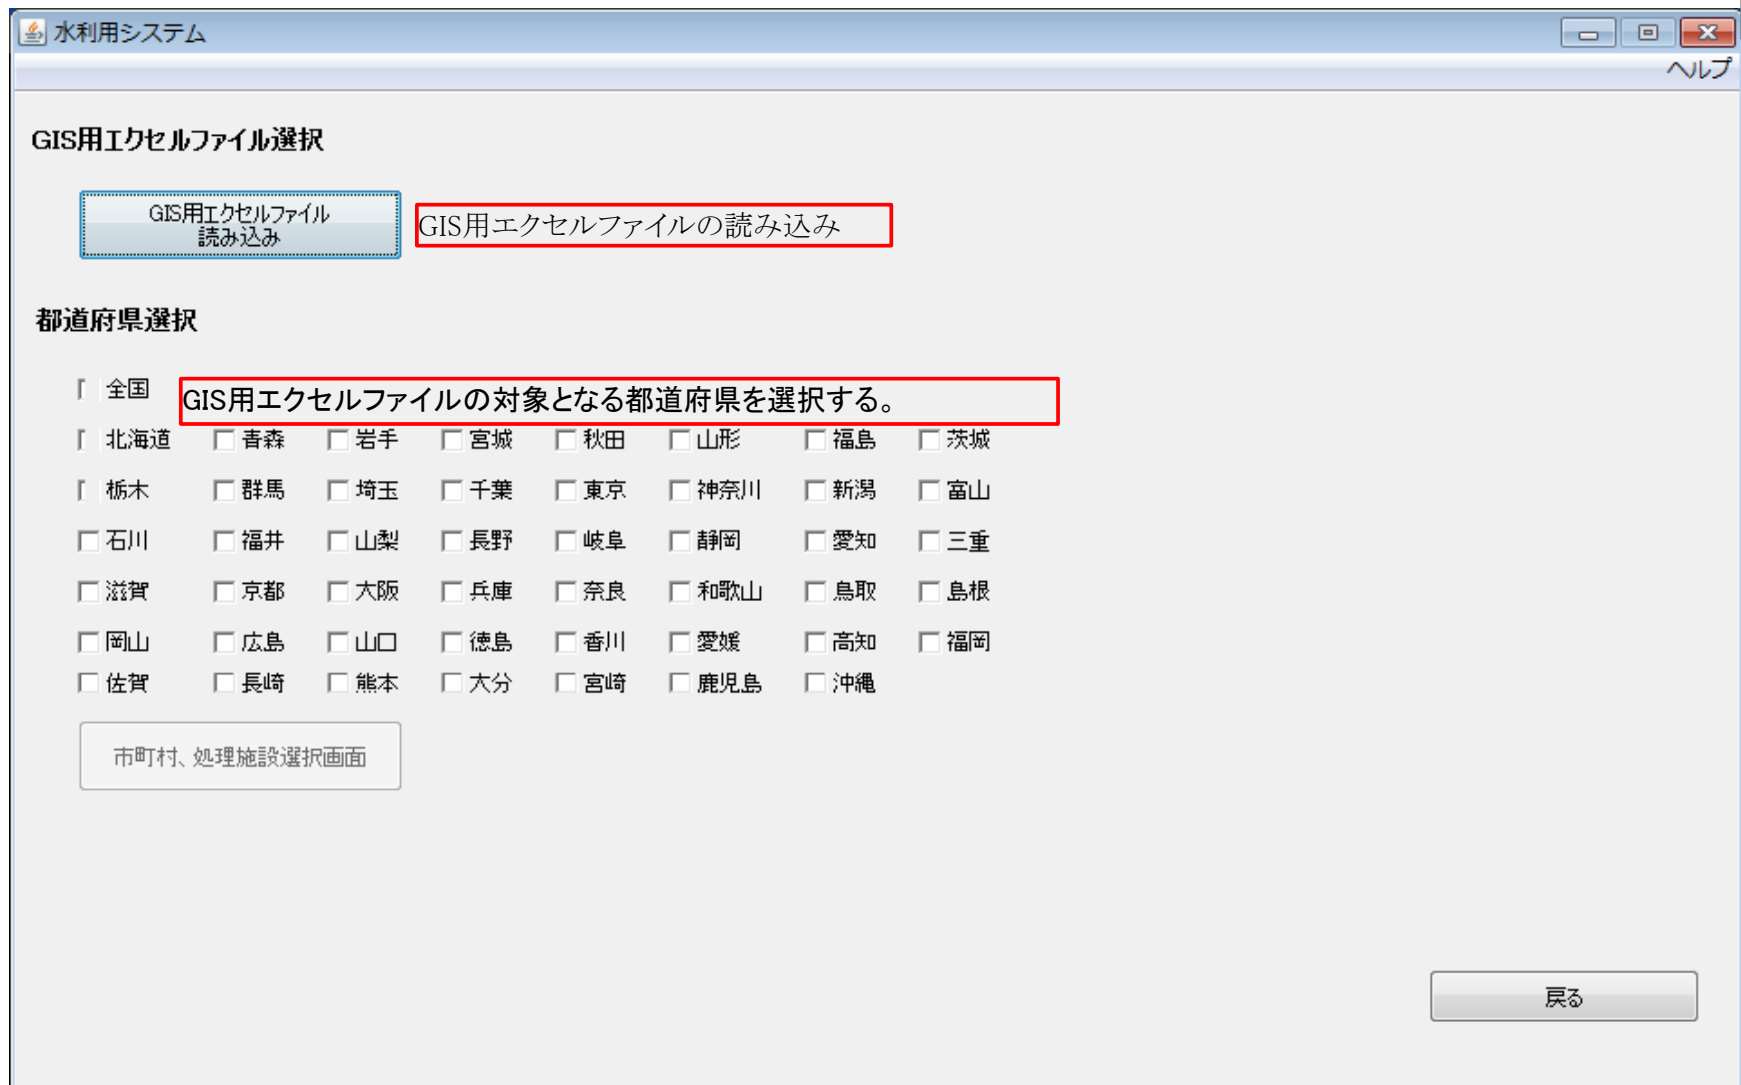 水利用システム
ヘルプ
GIS用エクセルファイル選択
GIS用エクセルファイル
読み込み
GIS用エクセルファイルの読み込み
都道府県選択
全国
GIS用エクセルファイルの対象となる都道府県を選択する。
北海道 青森 岩手 宮城 秋田 山形 福島 茨城
栃木 群馬 埼玉 千葉 東京 神奈川 新潟 富山
石川 福井 山梨 長野 岐阜 静岡 愛知 三重
滋賀 京都 大阪 兵庫 奈良 和歌山 鳥取 島根
岡山 広島 山口 徳島 香川 愛媛 高知 福岡
佐賀 長崎 熊本 大分 宮崎 鹿児島 沖縄
市町村、処理施設選択画面
戻る